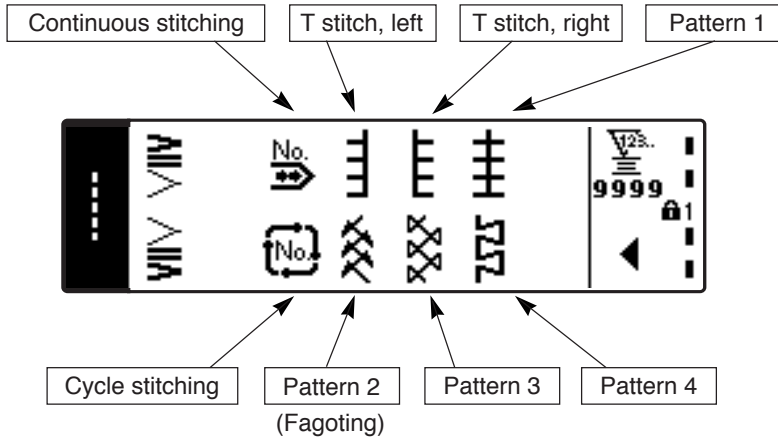 Continuous stitching
T stitch, left
T stitch, right
Pattern 1
No.
123..
9999
1
No.
Cycle stitching
Pattern 2
(Fagoting)
Pattern 3
Pattern 4